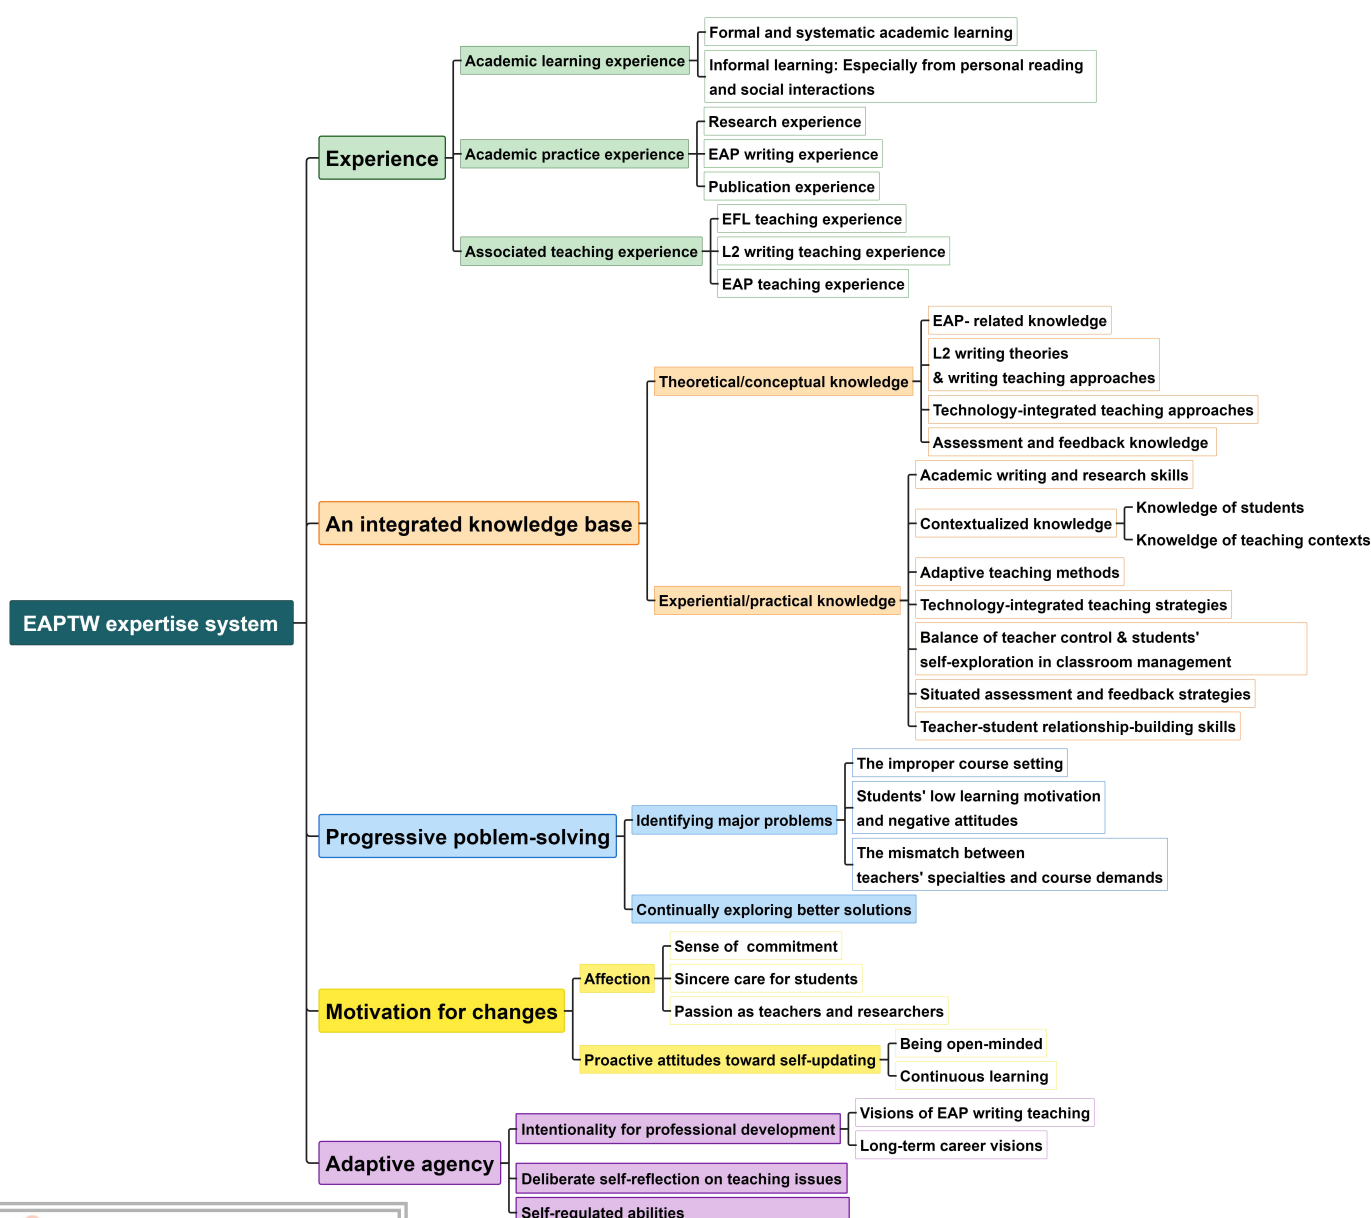 EAPTW expertise system
Experience
Academic learning experience
Formal and systematic academic learning
Informal learning: Especially from personal reading
and social interactions
Academic practice experience
Research experience
EAP writing experience
Publication experience
Associated teaching experience
EFL teaching experience
L2 writing teaching experience
EAP teaching experience
An integrated knowledge base
Theoretical/conceptual knowledge
EAP- related knowledge
L2 writing theories
& writing teaching approaches
Technology-integrated teaching approaches
Assessment and feedback knowledge
Experiential/practical knowledge
Academic writing and research skills
Contextualized knowledge
Knowledge of students
Knoweldge of teaching contexts
Adaptive teaching methods
Technology-integrated teaching strategies
Balance of teacher control & students'
self-exploration in classroom management
Situated assessment and feedback strategies
Teacher-student relationship-building skills
Progressive poblem-solving
Identifying major problems
The improper course setting
Students' low learning motivation
and negative attitudes
The mismatch between
teachers' specialties and course demands
Continually exploring better solutions
Motivation for changes
Affection
Sense of  commitment
Sincere care for students
Passion as teachers and researchers
Proactive attitudes toward self-updating
Being open-minded
Continuous learning
Adaptive agency
Intentionality for professional development
Visions of EAP writing teaching
Long-term career visions
Deliberate self-reflection on teaching issues
Self-regulated abilities